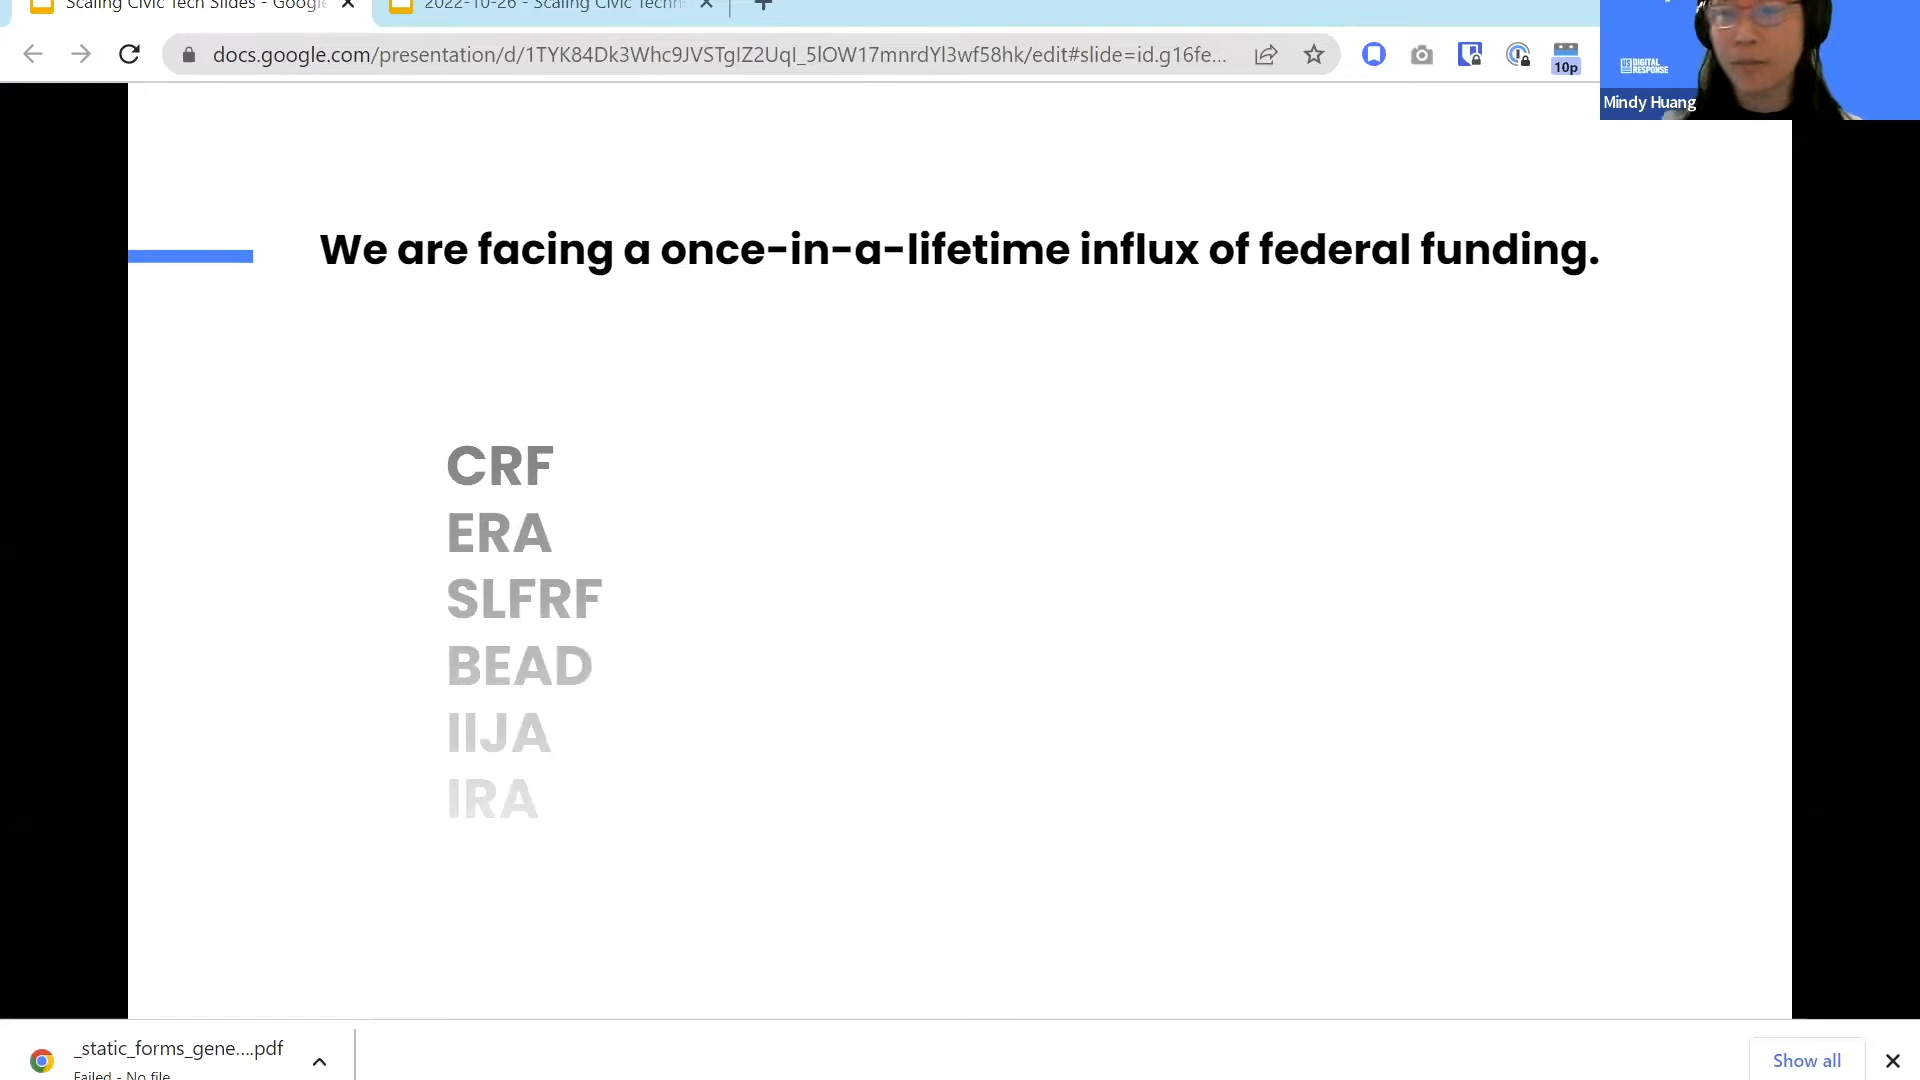 Scaling Civic Tech Slides - Google
2022-10-26 - Scaling Civic Techn
docs.google.com/presentation/d/1TYK84Dk3Whc9JVSTgIZ2UqI_5lOW17mnrdYl3wf58hk/edit#slide=id.g16fe...
10p
DIGITAL
RESPONSE
Mindy Huang
We are facing a once-in-a-lifetime influx of federal funding.
CRF
ERA
SLFRF
BEAD
IIJA
IRA
_static_forms_gene....pdf
Failed - No file
Show all